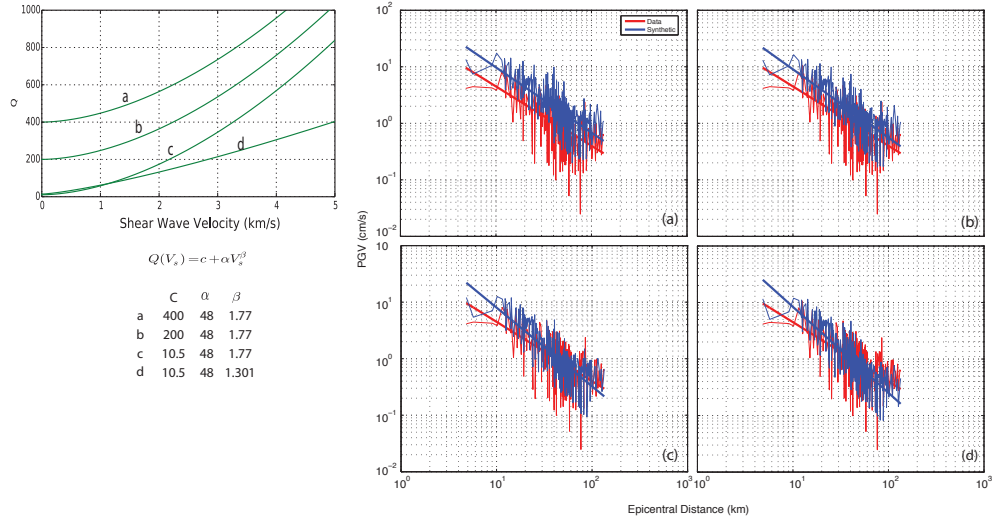 1000
800
600
400
200
0
Q
a
b
c
d
0 1 2 3 4 5
Shear Wave Velocity (km/s)
Q(V_s) = c + αV_s^β
C α β
a 400 48 1.77
b 200 48 1.77
c 10.5 48 1.77
d 10.5 48 1.301
PGV (cm/s)
10^2
10^1
10^0
10^-1
10^-2
Data
Synthetic
(a)
(b)
10
10^1
10^0
10^-1
10^-2
(c)
(d)
10^0 10^1 10^2 10^3
10^0 10^1 10^2 10^3
Epicentral Distance (km)